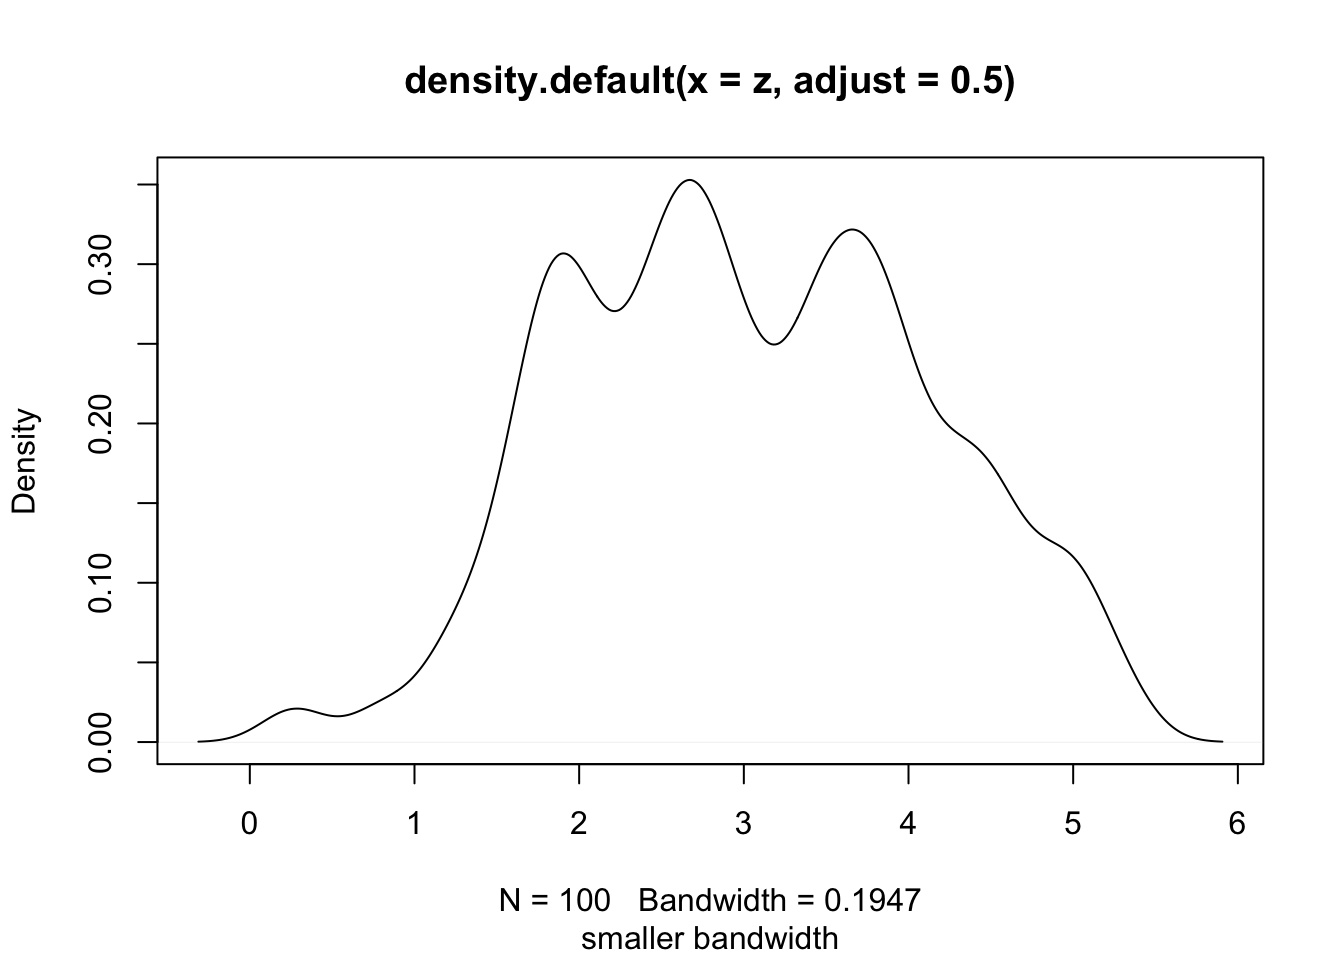 density.default(x = z, adjust = 0.5)
Density
0.30
0.20
0.10
0.00
0 1 2 3 4 5 6
N = 100   Bandwidth = 0.1947
smaller bandwidth